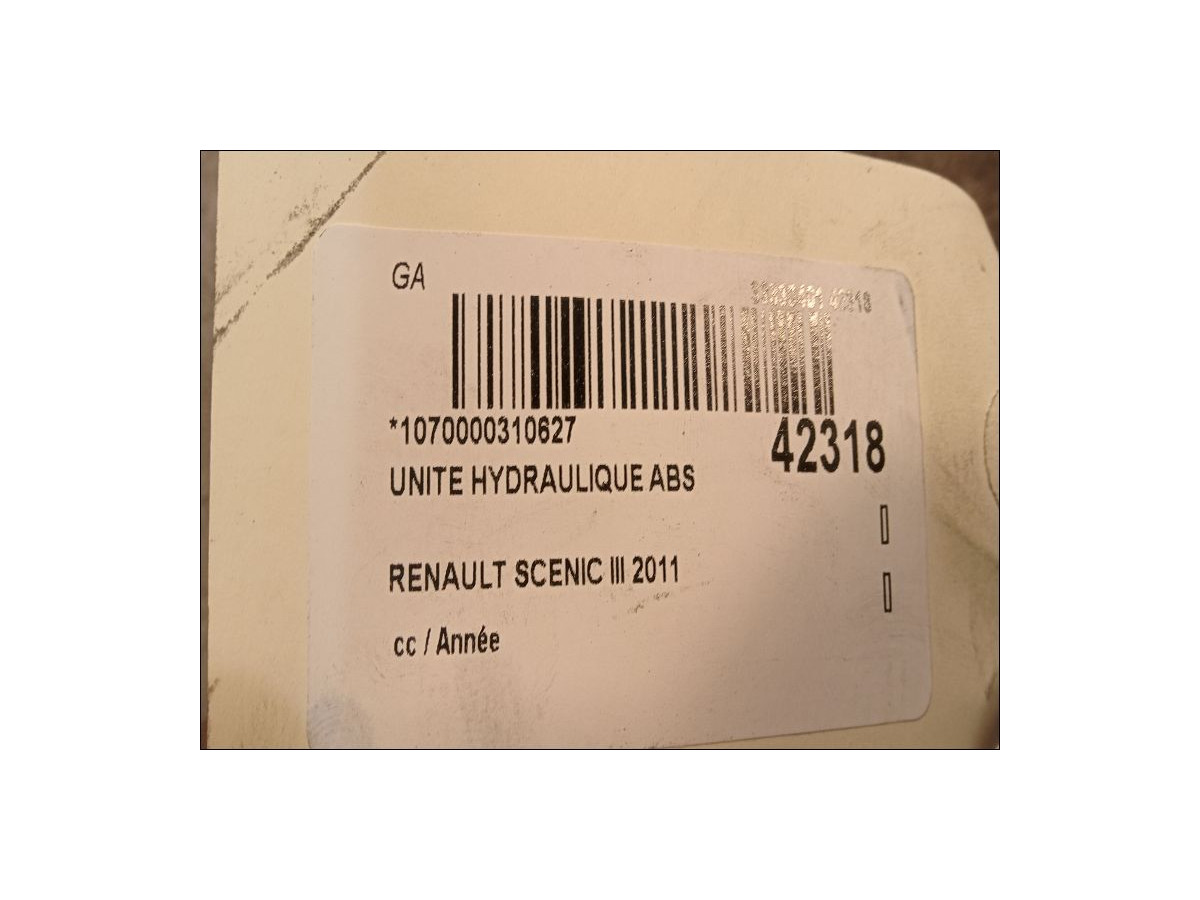 GA
*1070000310627
42318
UNITE HYDRAULIQUE ABS
RENAULT SCENIC III 2011
cc / Année